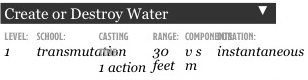 Create or Destroy Water ▼
LEVEL: SCHOOL: CASTING RANGE: COMPONENTS: DURATION:
1 transmutation 30 v s instantaneous
1 action feet m